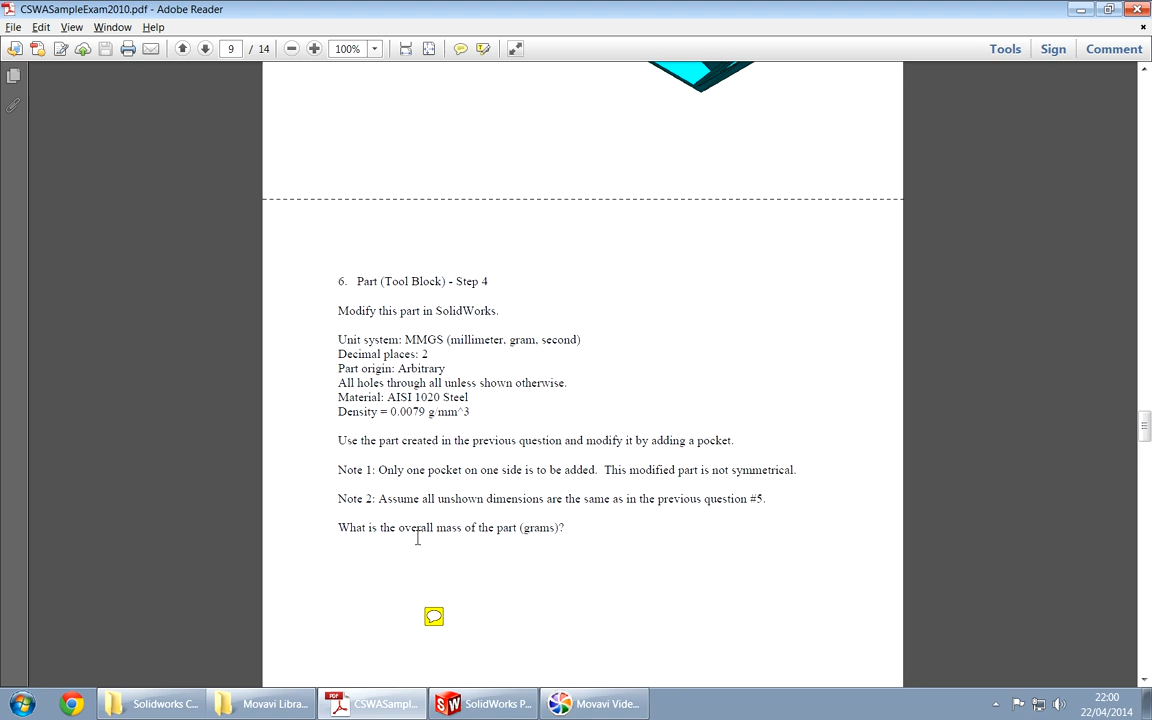 CSWASampleExam2010.pdf - Adobe Reader
File Edit View Window Help
9 / 14 100% Tools Sign Comment
6. Part (Tool Block) - Step 4
Modify this part in SolidWorks.
Unit system: MMGS (millimeter, gram, second)
Decimal places: 2
Part origin: Arbitrary
All holes through all unless shown otherwise.
Material: AISI 1020 Steel
Density = 0.0079 g/mm^3
Use the part created in the previous question and modify it by adding a pocket.
Note 1: Only one pocket on one side is to be added. This modified part is not symmetrical.
Note 2: Assume all unshown dimensions are the same as in the previous question #5.
What is the overall mass of the part (grams)?
Solidworks C... Movavi Libra... CSWASampl... SolidWorks P... Movavi Vide... 22:00
22/04/2014